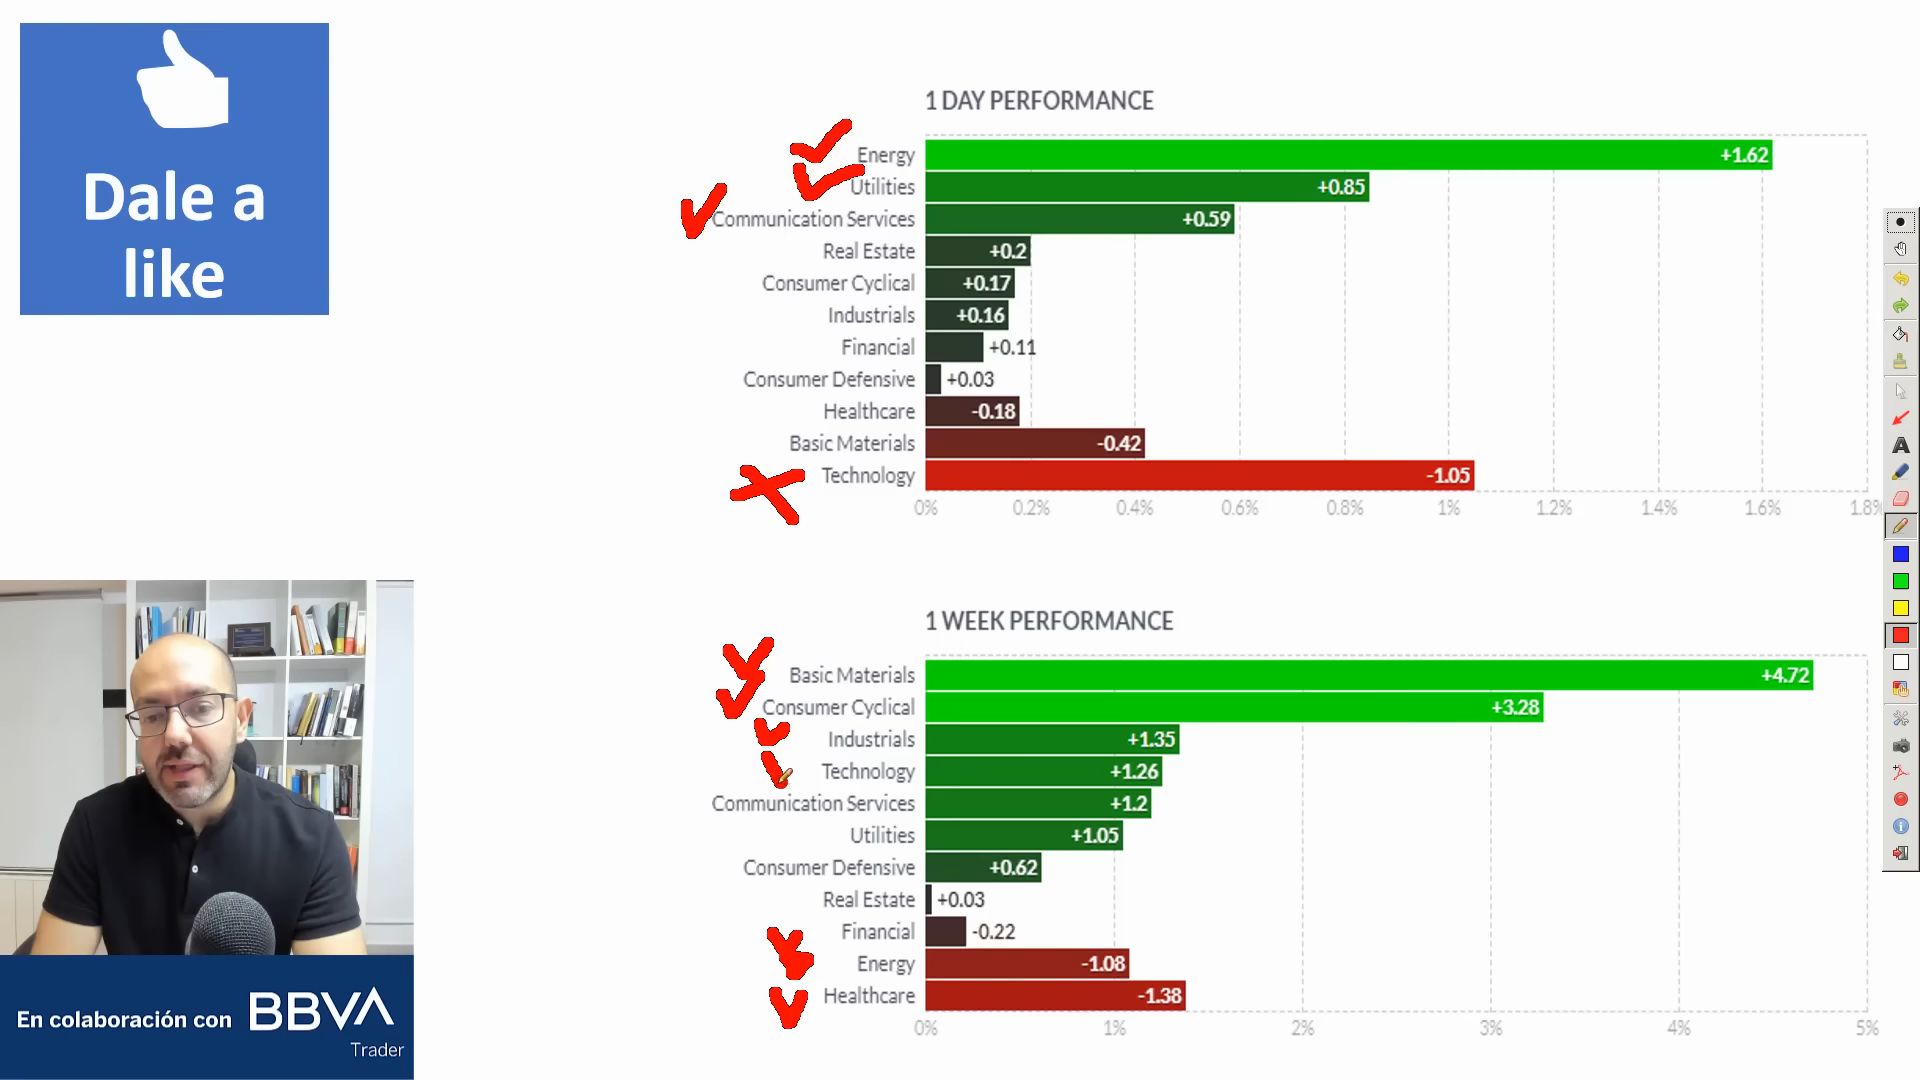 Dale a
like
1 DAY PERFORMANCE
Energy +1.62
Utilities +0.85
Communication Services +0.59
Real Estate +0.2
Consumer Cyclical +0.17
Industrials +0.16
Financial +0.11
Consumer Defensive +0.03
Healthcare -0.18
Basic Materials -0.42
Technology -1.05
0% 0.2% 0.4% 0.6% 0.8% 1% 1.2% 1.4% 1.6% 1.8%
1 WEEK PERFORMANCE
Basic Materials +4.72
Consumer Cyclical +3.28
Industrials +1.35
Technology +1.26
Communication Services +1.2
Utilities +1.05
Consumer Defensive +0.62
Real Estate +0.03
Financial -0.22
Energy -1.08
Healthcare -1.38
0% 1% 2% 3% 4% 5%
En colaboración con BBVA
Trader